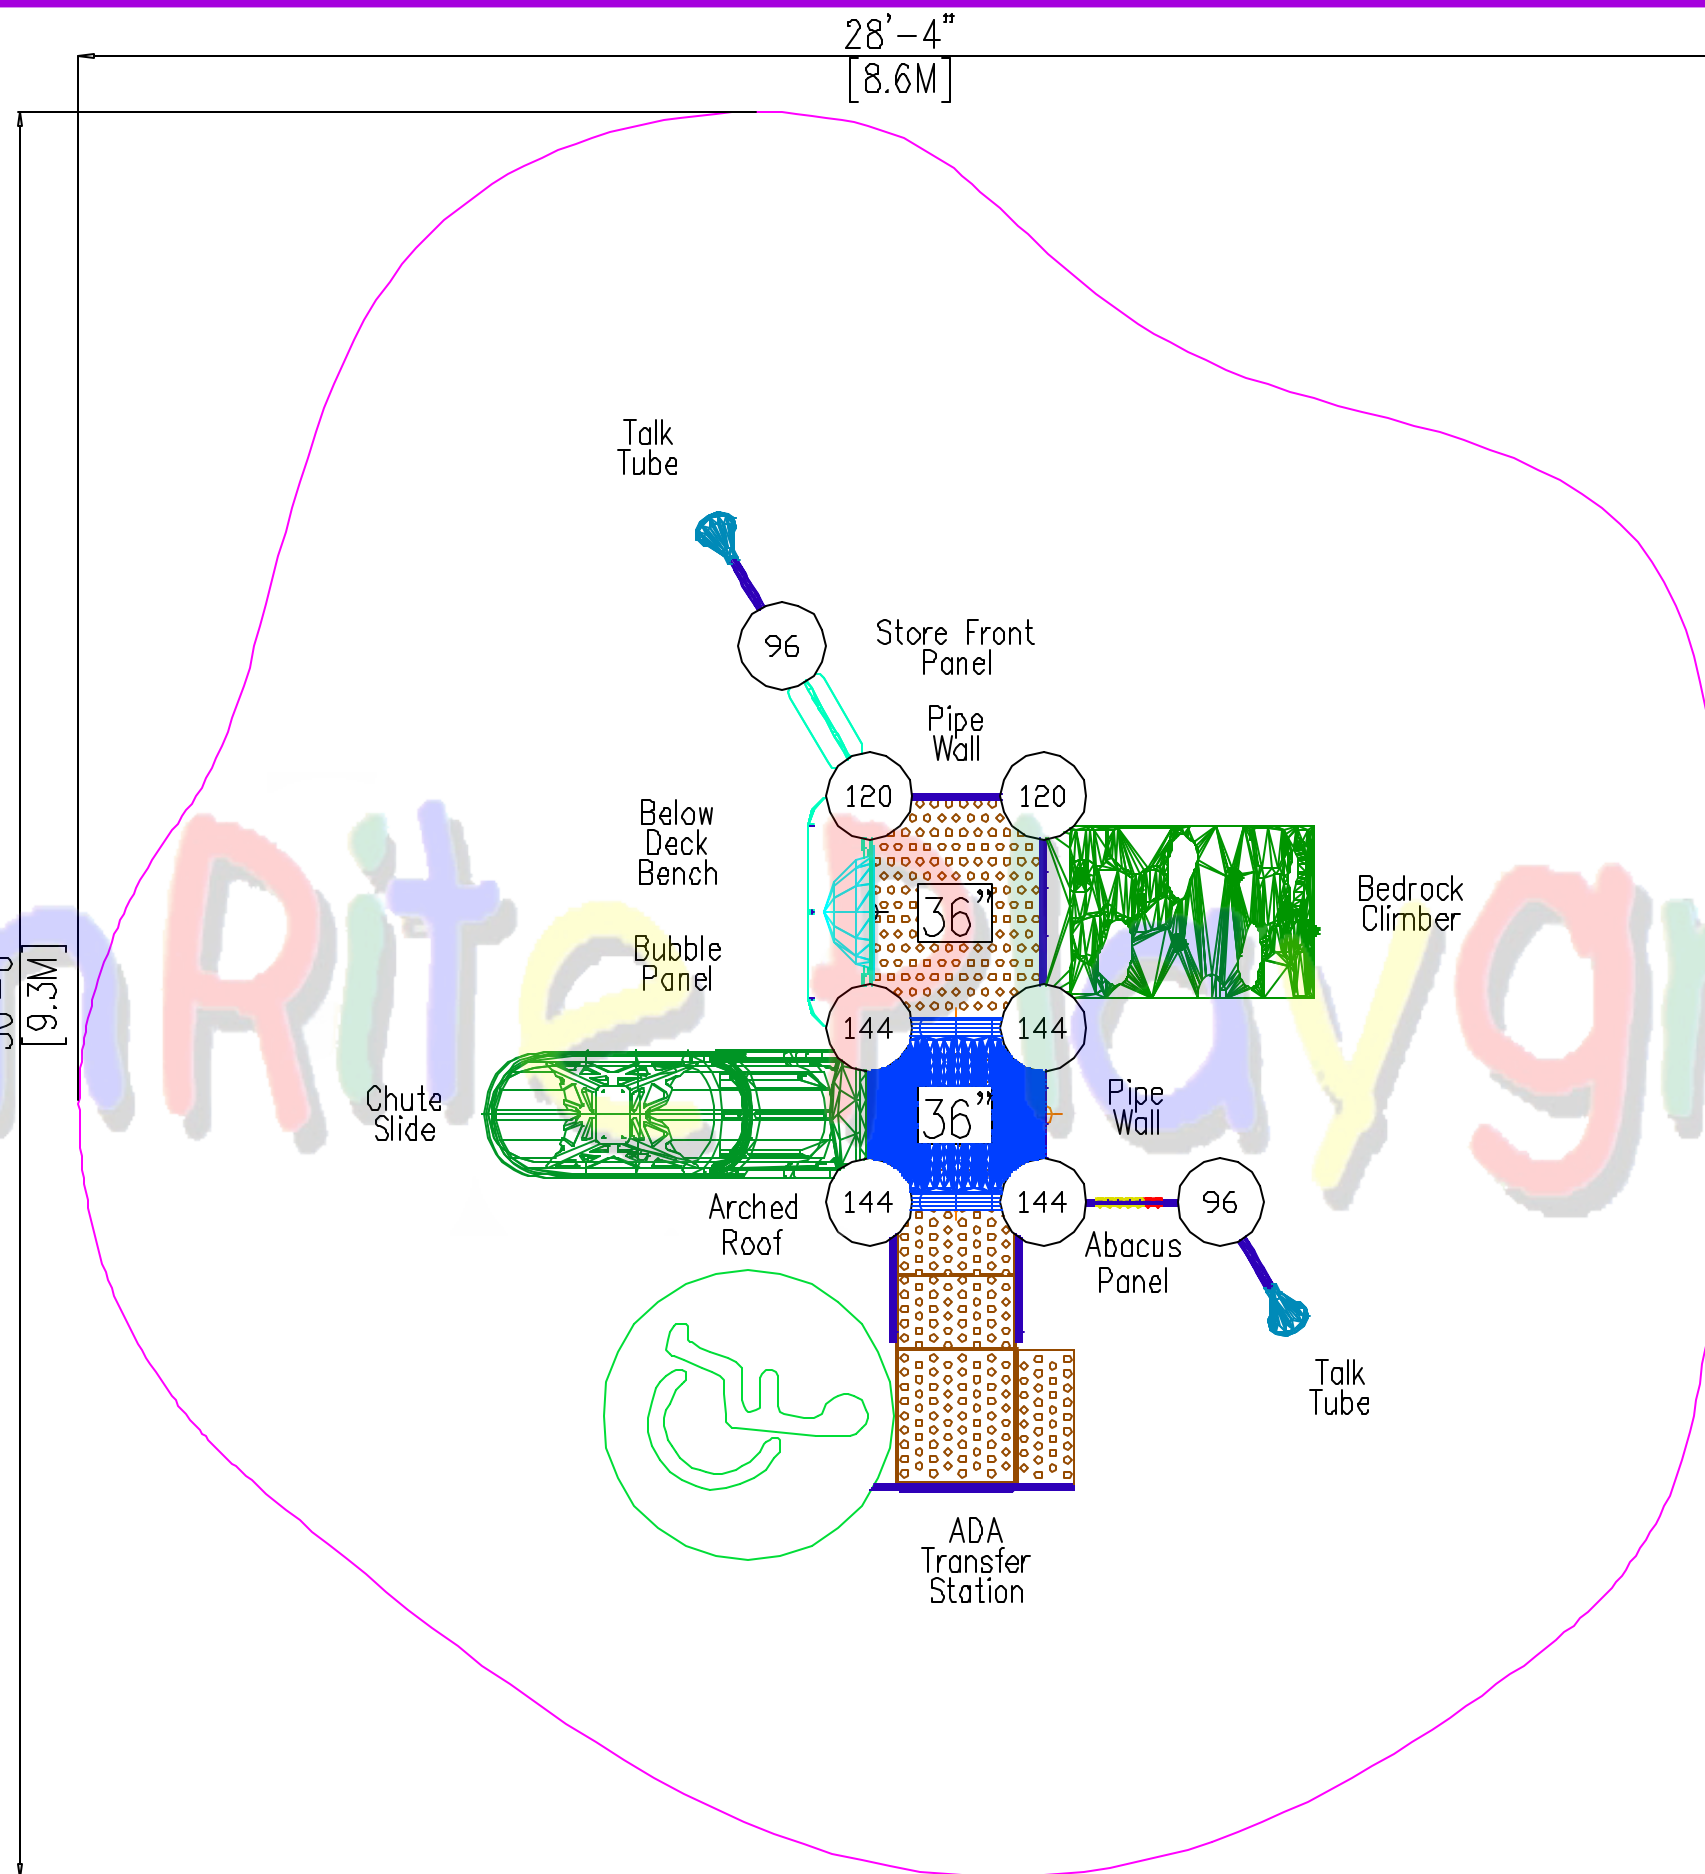 28'-4"
[8.6M]
Talk
Tube
96
Store Front
Panel
Pipe
Wall
120
120
Below
Deck
Bench
36”
Bedrock
Climber
Bubble
Panel
[9.3M]
nRite Playgr
144
144
Chute
Slide
36”
Pipe
Wall
144
144
96
Arched
Roof
Abacus
Panel
Talk
Tube
ADA
Transfer
Station